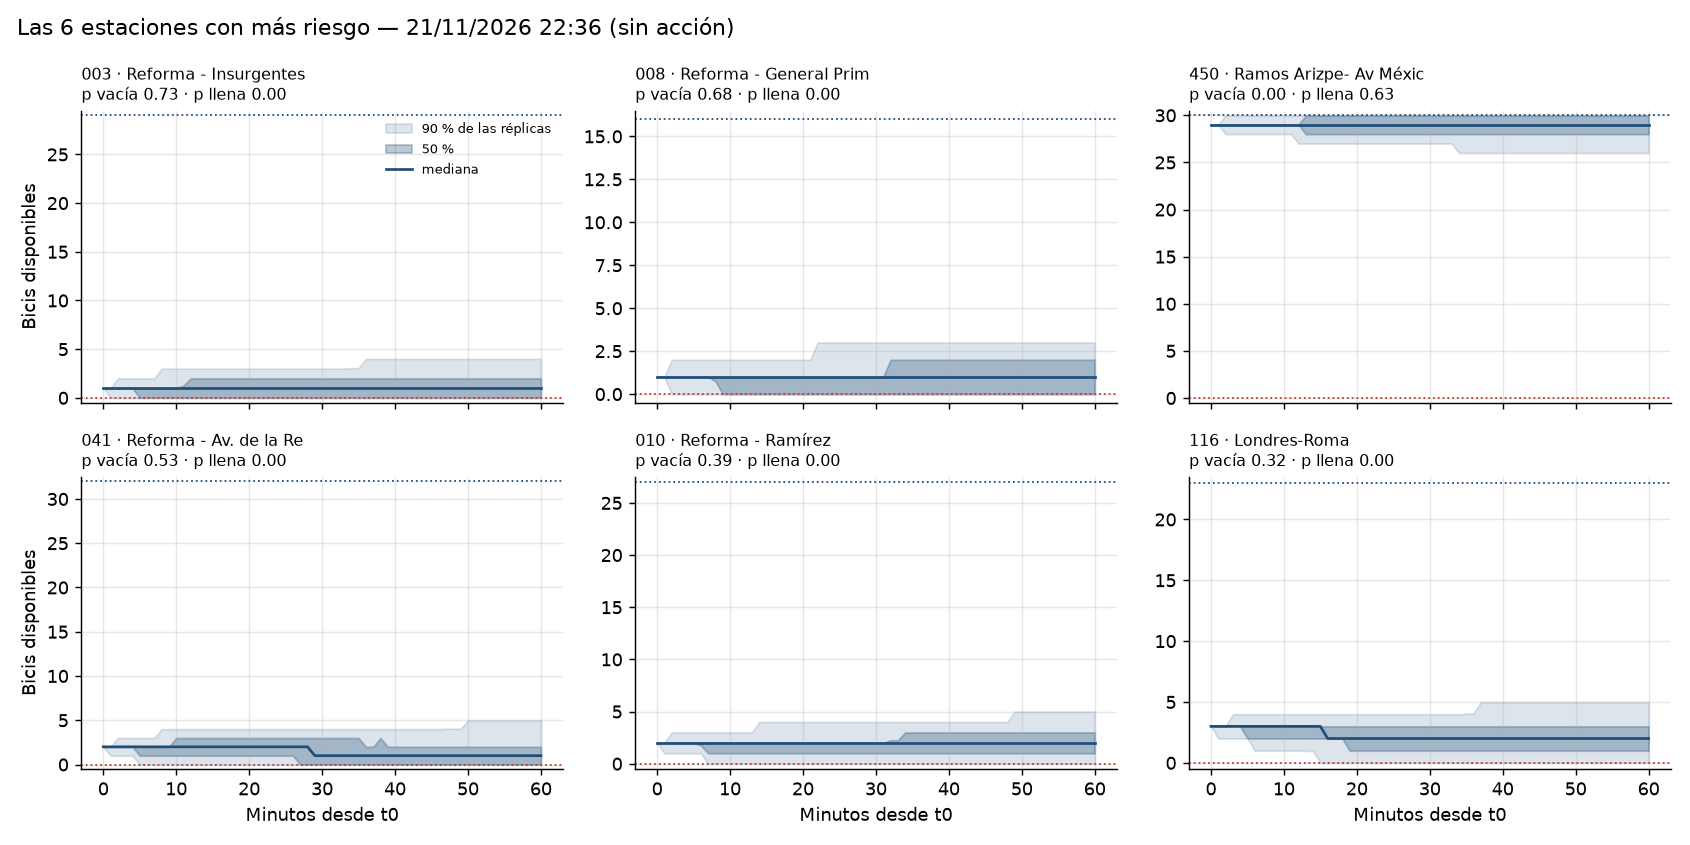 Las 6 estaciones con más riesgo — 21/11/2026 22:36 (sin acción)
003 · Reforma - Insurgentes
p vacía 0.73 · p llena 0.00
90 % de las réplicas
50 %
mediana
25
20
15
10
5
0
Bicis disponibles
008 · Reforma - General Prim
p vacía 0.68 · p llena 0.00
15.0
12.5
10.0
7.5
5.0
2.5
0.0
450 · Ramos Arizpe- Av Méxic
p vacía 0.00 · p llena 0.63
30
25
20
15
10
5
0
041 · Reforma - Av. de la Re
p vacía 0.53 · p llena 0.00
30
25
20
15
10
5
0
Bicis disponibles
0 10 20 30 40 50 60
Minutos desde t0
010 · Reforma - Ramírez
p vacía 0.39 · p llena 0.00
25
20
15
10
5
0
0 10 20 30 40 50 60
Minutos desde t0
116 · Londres-Roma
p vacía 0.32 · p llena 0.00
20
15
10
5
0
0 10 20 30 40 50 60
Minutos desde t0